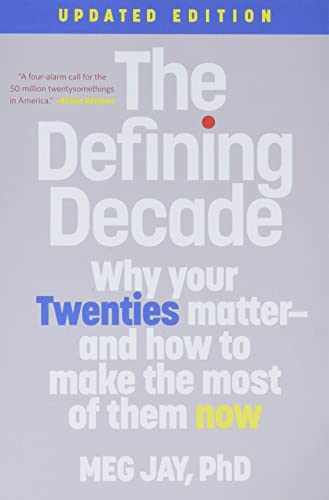 UPDATED EDITION
"A four-alarm call for the
50 million twentysomethings
in America."
The
Defining
Decade
Why your
Twenties matter–
and how to
make the most
of them now
MEG JAY, PhD